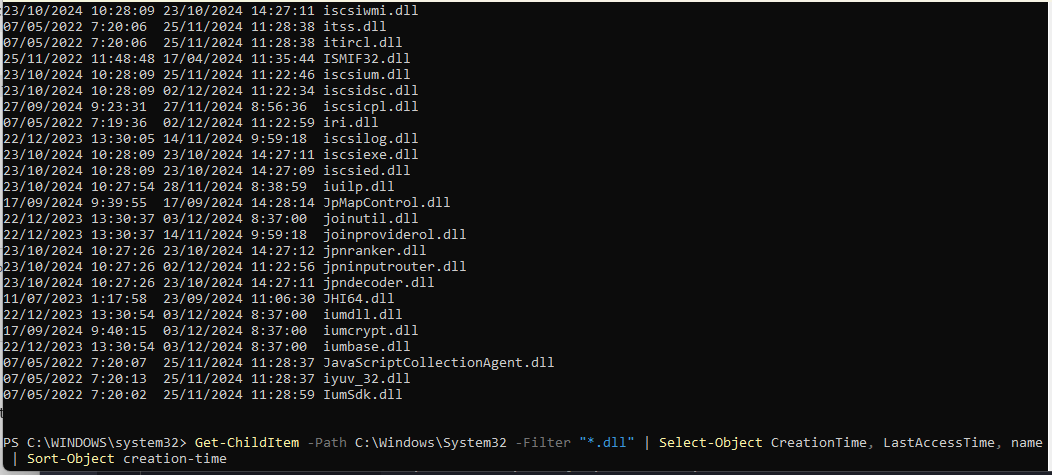 23/10/2024 10:28:09 23/10/2024 14:27:11 iscsiwmi.dll
07/05/2022 7:20:06  25/11/2024 11:28:38 itss.dll
07/05/2022 7:20:06  25/11/2024 11:28:38 itircl.dll
25/11/2022 11:48:48 17/04/2024 11:35:44 ISMIF32.dll
23/10/2024 10:28:09 25/11/2024 11:22:46 iscsium.dll
23/10/2024 10:28:09 02/12/2024 11:22:34 iscsidsc.dll
27/09/2024 9:23:31  27/11/2024 8:56:36  iscsicpl.dll
07/05/2022 7:19:36  02/12/2024 11:22:59 iri.dll
22/12/2023 13:30:05 14/11/2024 9:59:18  iscsilog.dll
23/10/2024 10:28:09 23/10/2024 14:27:11 iscsiexe.dll
23/10/2024 10:28:09 23/10/2024 14:27:09 iscsied.dll
23/10/2024 10:27:54 28/11/2024 8:38:59  iuilp.dll
17/09/2024 9:39:55  17/09/2024 14:28:14 JpMapControl.dll
22/12/2023 13:30:37 03/12/2024 8:37:00  joinutil.dll
22/12/2023 13:30:37 14/11/2024 9:59:18  joinproviderol.dll
23/10/2024 10:27:26 23/10/2024 14:27:12 jpnranker.dll
23/10/2024 10:27:26 02/12/2024 11:22:56 jpninputrouter.dll
23/10/2024 10:27:26 23/10/2024 14:27:11 jpndecoder.dll
11/07/2023 1:17:58  23/09/2024 11:06:30 JHI64.dll
22/12/2023 13:30:54 03/12/2024 8:37:00  iumdll.dll
17/09/2024 9:40:15  03/12/2024 8:37:00  iumcrypt.dll
22/12/2023 13:30:54 03/12/2024 8:37:00  iumbase.dll
07/05/2022 7:20:07  25/11/2024 11:28:37 JavaScriptCollectionAgent.dll
07/05/2022 7:20:13  25/11/2024 11:28:37 iyuv_32.dll
07/05/2022 7:20:02  25/11/2024 11:28:59 IumSdk.dll
PS C:\WINDOWS\system32> Get-ChildItem -Path C:\Windows\System32 -Filter "*.dll" | Select-Object CreationTime, LastAccessTime, name
| Sort-Object creation-time